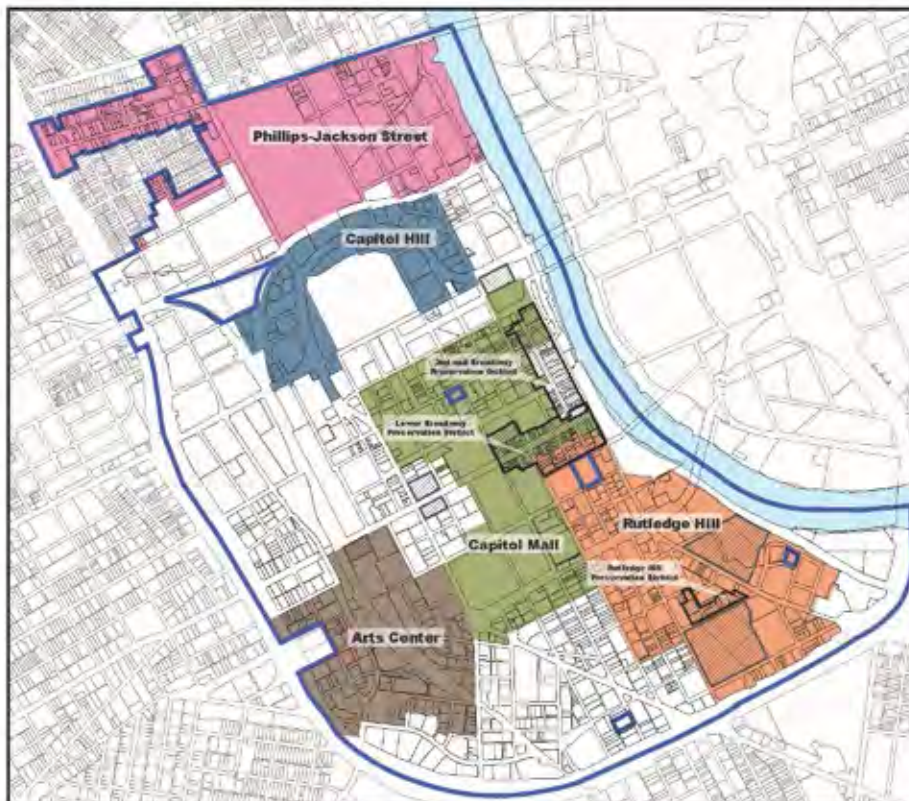 Phillips-Jackson Street
Capitol Hill
2nd and Broadway
Preservation District
Lower Broadway
Preservation District
Rutledge Hill
Capitol Mall
Rutledge Hill
Preservation District
Arts Center